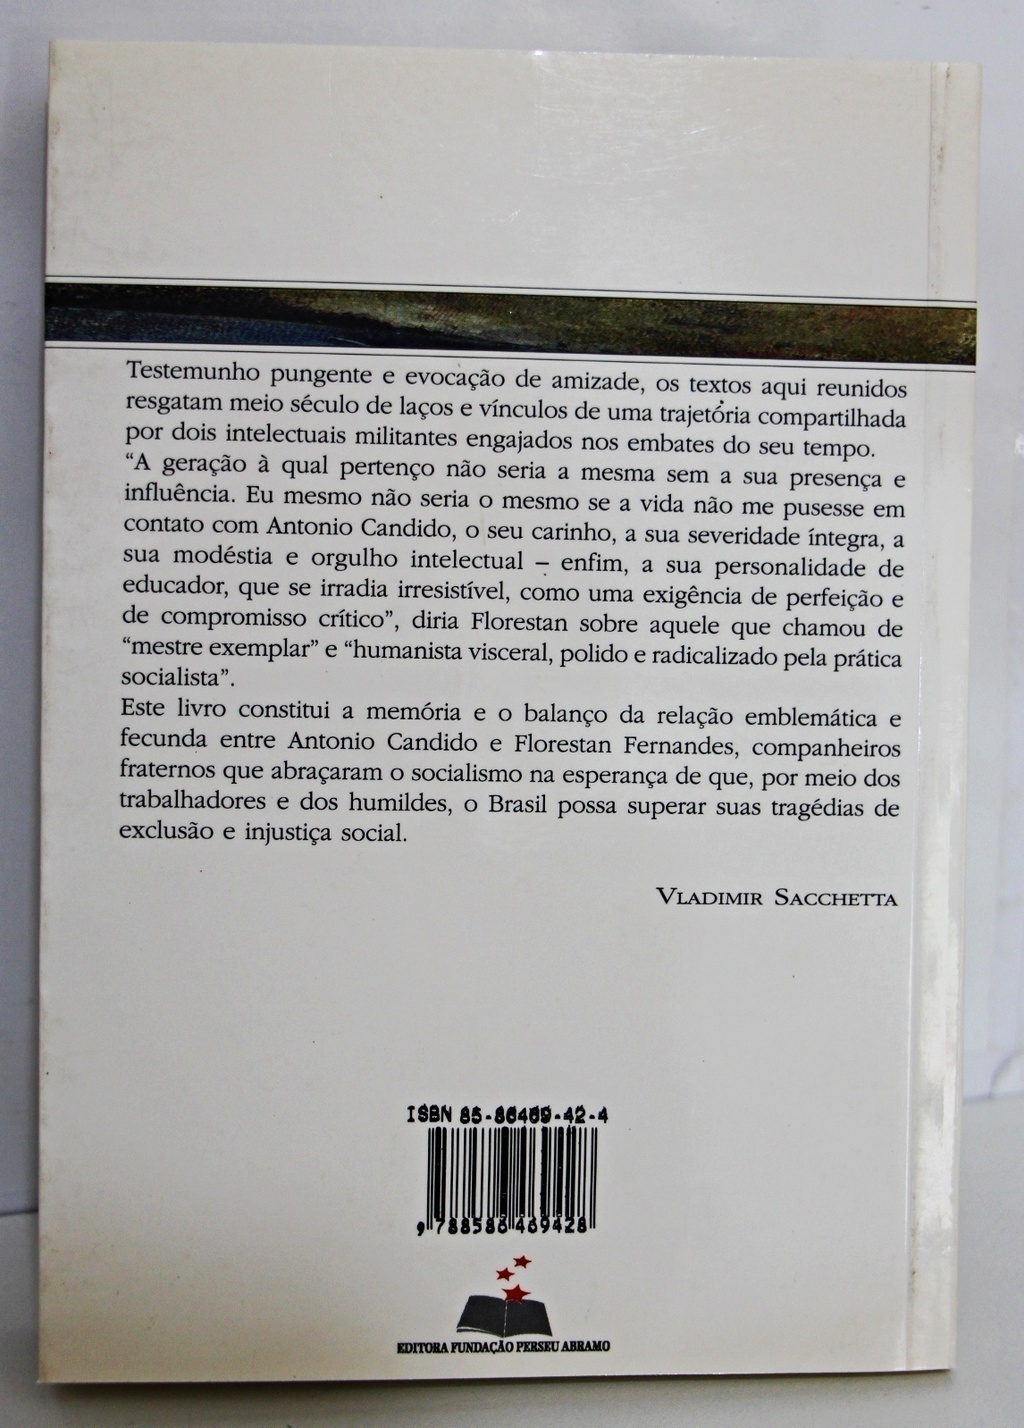 Testemunho pungente e evocação de amizade, os textos aqui reunidos
resgatam meio século de laços e vínculos de uma trajetória compartilhada
por dois intelectuais militantes engajados nos embates do seu tempo.
“A geração à qual pertenço não seria a mesma sem a sua presença e
influência. Eu mesmo não seria o mesmo se a vida não me pusesse em
contato com Antonio Candido, o seu carinho, a sua severidade íntegra, a
sua modéstia e orgulho intelectual – enfim, a sua personalidade de
educador, que se irradia irresistível, como uma exigência de perfeição e
de compromisso crítico”, diria Florestan sobre aquele que chamou de
“mestre exemplar” e “humanista visceral, polido e radicalizado pela prática
socialista”.
Este livro constitui a memória e o balanço da relação emblemática e
fecunda entre Antonio Candido e Florestan Fernandes, companheiros
fraternos que abraçaram o socialismo na esperança de que, por meio dos
trabalhadores e dos humildes, o Brasil possa superar suas tragédias de
exclusão e injustiça social.
VLADIMIR SACCHETTA
ISBN 85-86469-42-4
9 788586 469428
EDITORA FUNDAÇÃO PERSEU ABRAMO